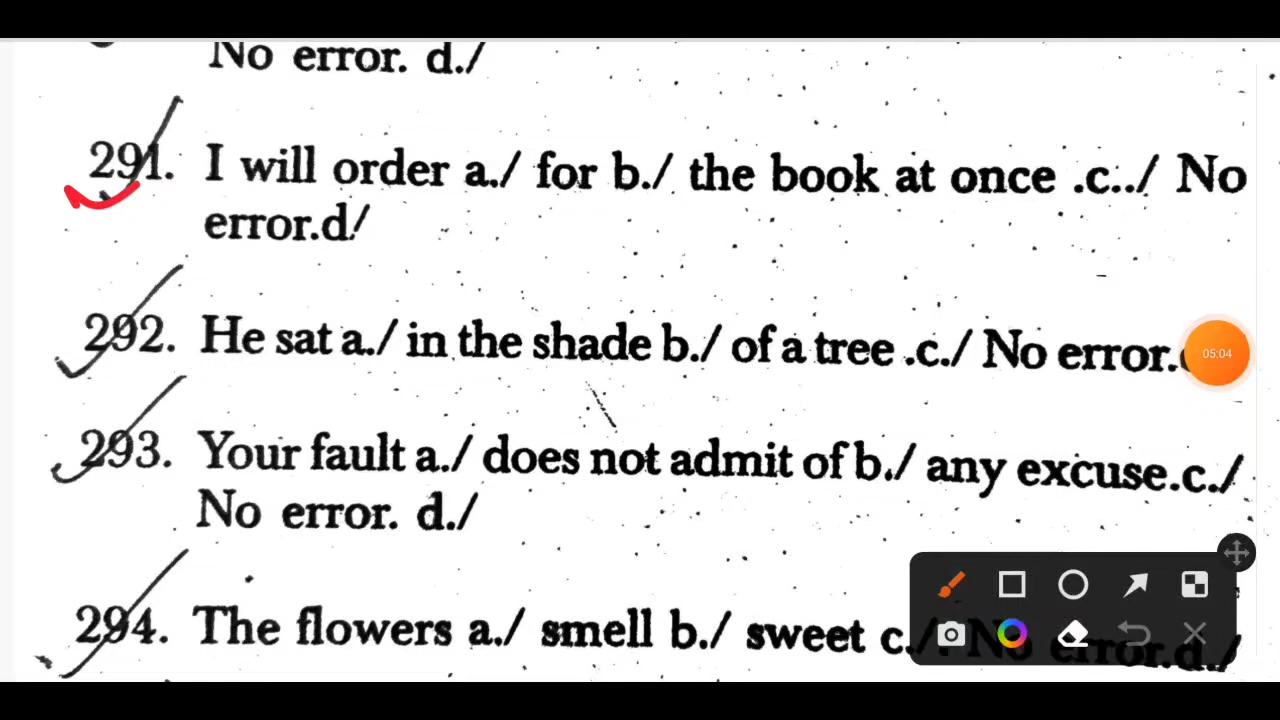 No error. d./
291. I will order a./ for b./ the book at once .c../ No
error.d/
292. He sat a./ in the shade b./ of a tree .c./ No error.
05:04
293. Your fault a./ does not admit of b./ any excuse.c./
No error. d./
294. The flowers a./ smell b./ sweet c./. No error.d./